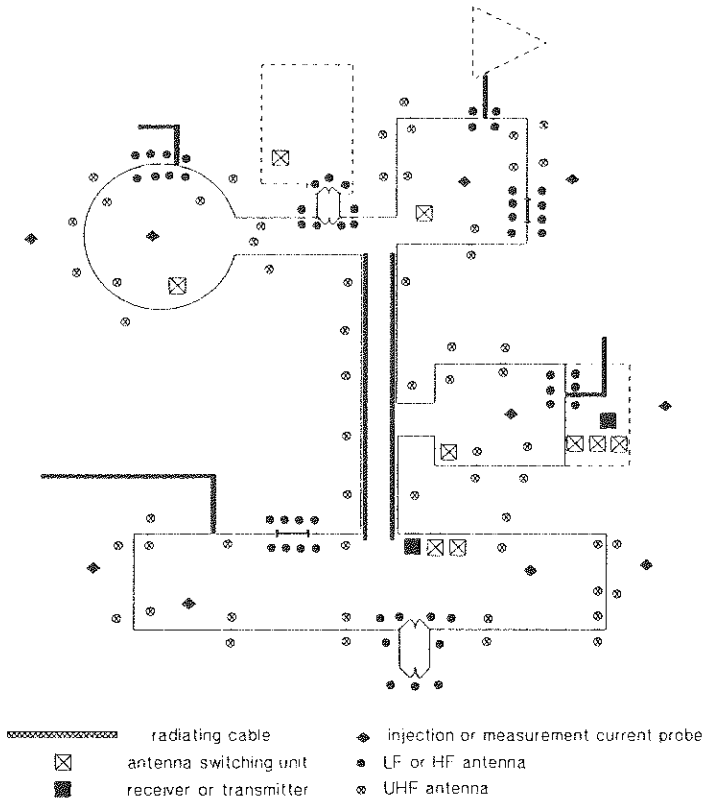 radiating cable
antenna switching unit
receiver or transmitter
injection or measurement current probe
LF or HF antenna
UHF antenna